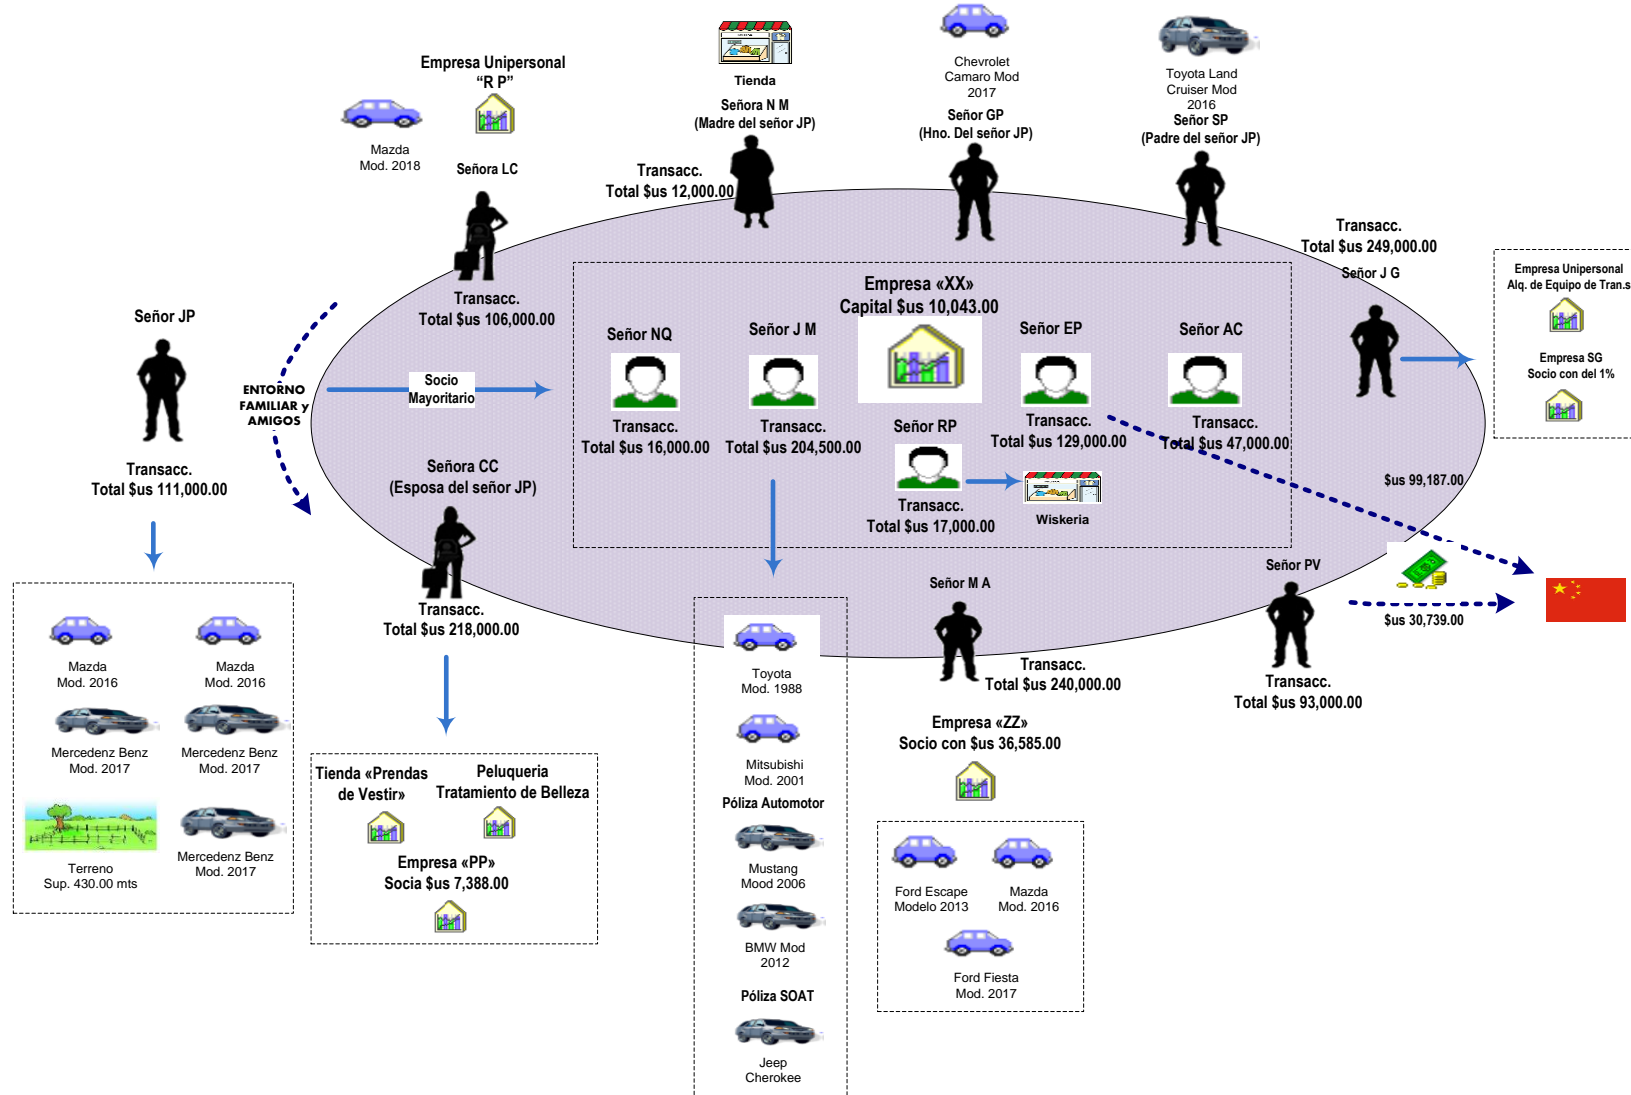 Empresa Unipersonal
“R P”
Mazda
Mod. 2018
Señora LC
Transacc.
Total $us 106,000.00
Tienda
Señora N M
(Madre del señor JP)
Transacc.
Total $us 12,000.00
Chevrolet
Camaro Mod
2017
Señor GP
(Hno. Del señor JP)
Toyota Land
Cruiser Mod
2016
Señor SP
(Padre del señor JP)
Transacc.
Total $us 249,000.00
Señor J G
Empresa Unipersonal
Alq. de Equipo de Tran.s
Empresa SG
Socio con del 1%
Señor JP
Transacc.
Total $us 111,000.00
ENTORNO
FAMILIAR y
AMIGOS
Socio
Mayoritario
Empresa «XX»
Capital $us 10,043.00
Señor NQ
Transacc.
Total $us 16,000.00
Señor J M
Transacc.
Total $us 204,500.00
Señor RP
Transacc.
Total $us 17,000.00
Wiskeria
Señor EP
Transacc.
Total $us 129,000.00
Señor AC
Transacc.
Total $us 47,000.00
$us 99,187.00
Señora CC
(Esposa del señor JP)
Transacc.
Total $us 218,000.00
Señor M A
Transacc.
Total $us 240,000.00
Señor PV
Transacc.
Total $us 93,000.00
$us 30,739.00
Mazda
Mod. 2016
Mazda
Mod. 2016
Mercedenz Benz
Mod. 2017
Mercedenz Benz
Mod. 2017
Terreno
Sup. 430.00 mts
Mercedenz Benz
Mod. 2017
Tienda «Prendas
de Vestir»
Peluqueria
Tratamiento de Belleza
Empresa «PP»
Socia $us 7,388.00
Toyota
Mod. 1988
Mitsubishi
Mod. 2001
Póliza Automotor
Mustang
Mood 2006
BMW Mod
2012
Póliza SOAT
Jeep
Cherokee
Empresa «ZZ»
Socio con $us 36,585.00
Ford Escape
Modelo 2013
Mazda
Mod. 2016
Ford Fiesta
Mod. 2017